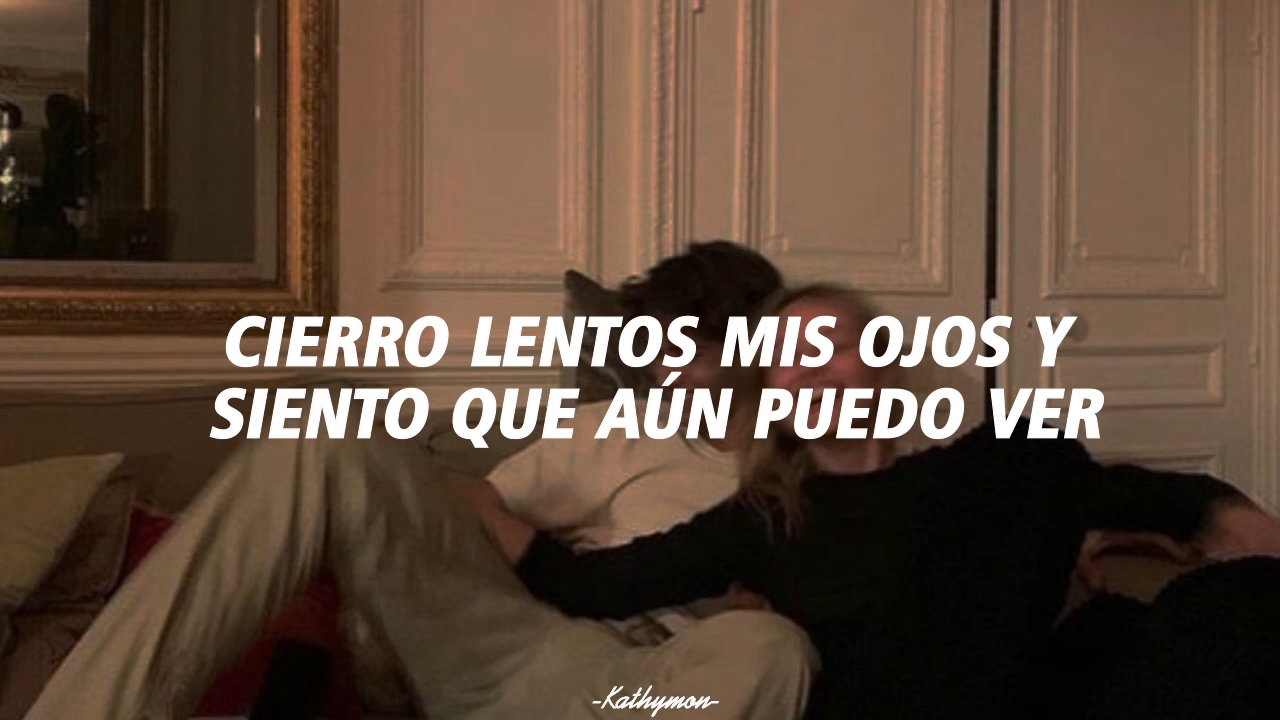 CIERRO LENTOS MIS OJOS Y
SIENTO QUE AÚN PUEDO VER
-Kathymon-